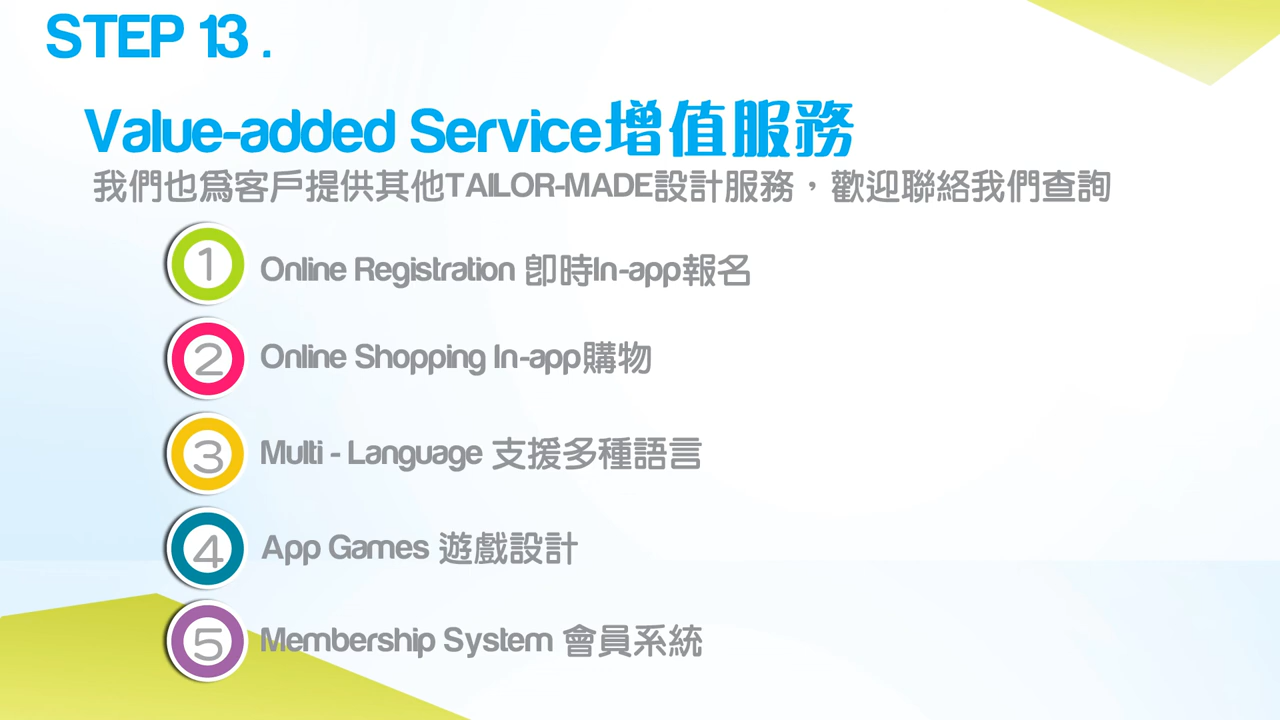 STEP 13 .
Value-added Service增值服務
我們也為客戶提供其他TAILOR-MADE設計服務，歡迎聯絡我們查詢
1 Online Registration 即時In-app報名
2 Online Shopping In-app購物
3 Multi - Language 支援多種語言
4 App Games 遊戲設計
5 Membership System 會員系統